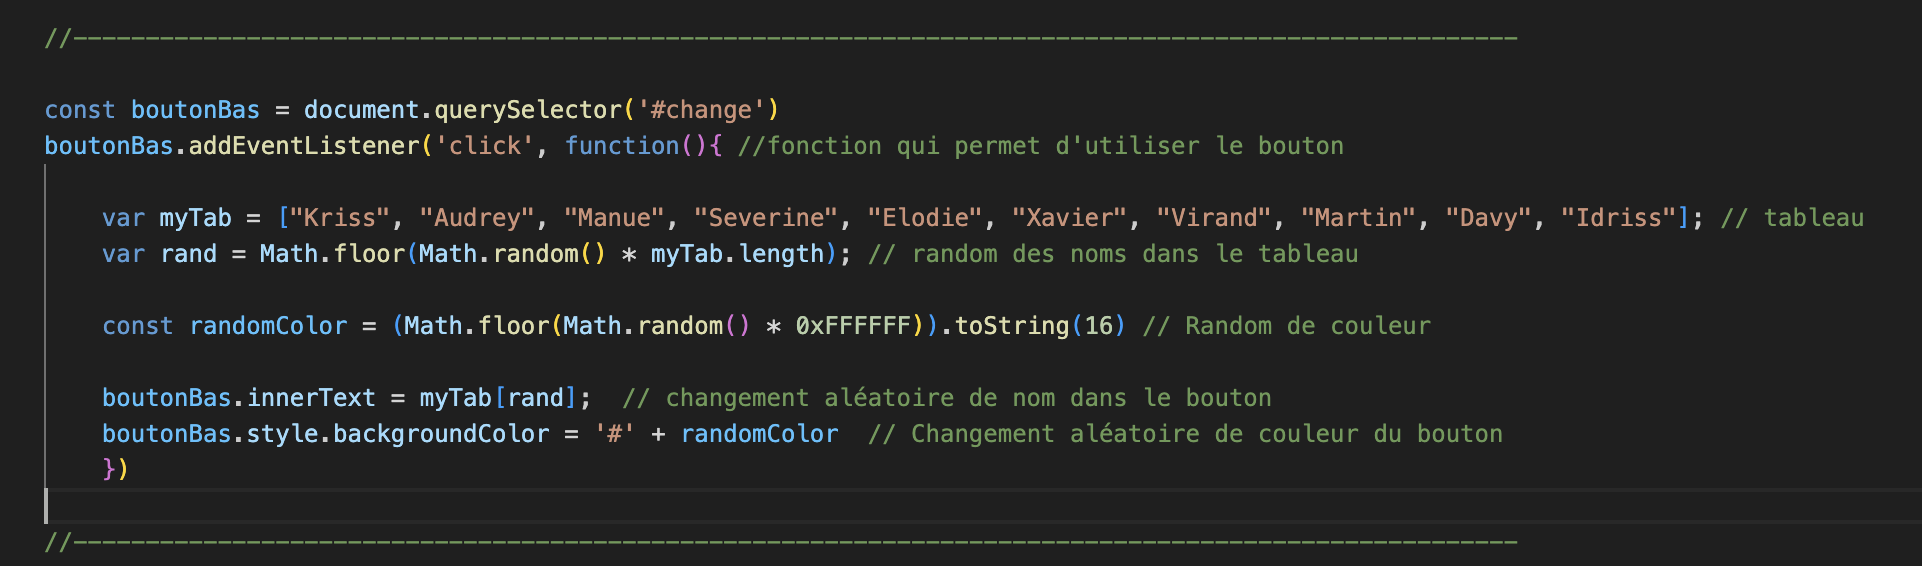 //----------------------------------------------------------------------------------------------------
const boutonBas = document.querySelector('#change')
boutonBas.addEventListener('click', function(){ //fonction qui permet d'utiliser le bouton
var myTab = ["Kriss", "Audrey", "Manue", "Severine", "Elodie", "Xavier", "Virand", "Martin", "Davy", "Idriss"]; // tableau
var rand = Math.floor(Math.random() * myTab.length); // random des noms dans le tableau
const randomColor = (Math.floor(Math.random() * 0xFFFFFF)).toString(16) // Random de couleur
boutonBas.innerText = myTab[rand];  // changement aléatoire de nom dans le bouton
boutonBas.style.backgroundColor = '#' + randomColor  // Changement aléatoire de couleur du bouton
})
//----------------------------------------------------------------------------------------------------